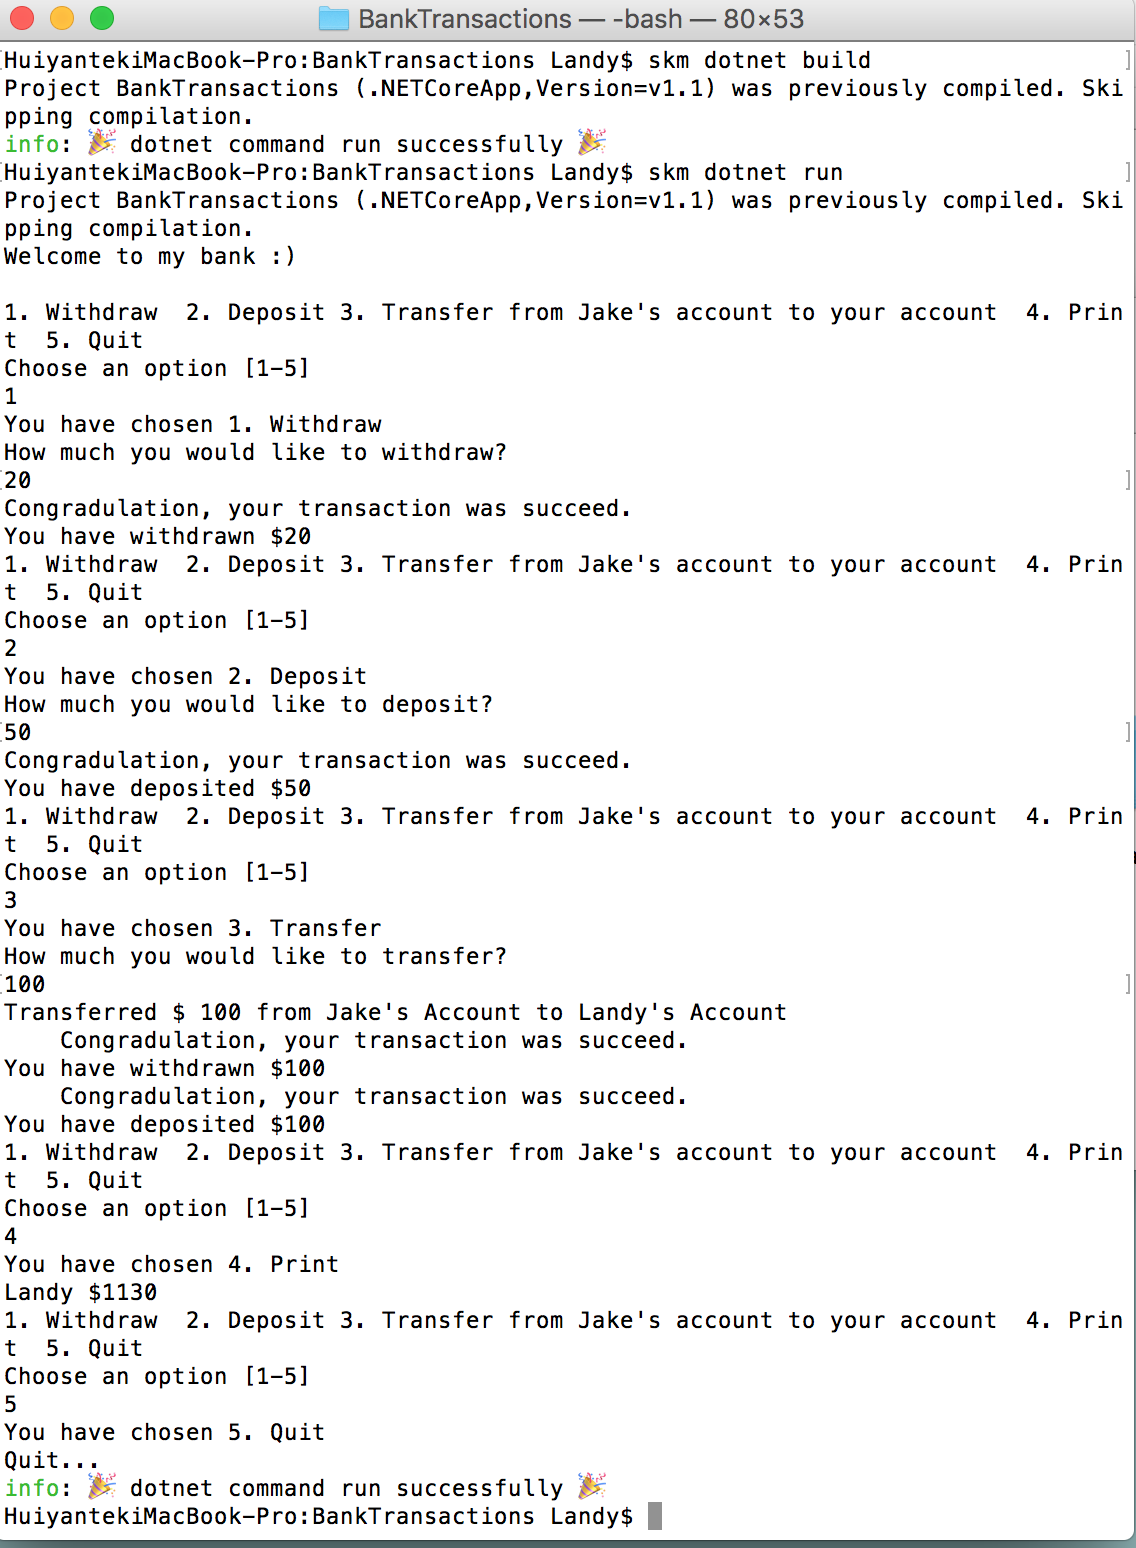 BankTransactions — -bash — 80×53
HuiyantekiMacBook-Pro:BankTransactions Landy$ skm dotnet build
Project BankTransactions (.NETCoreApp,Version=v1.1) was previously compiled. Ski
pping compilation.
info: 🎉 dotnet command run successfully 🎉
HuiyantekiMacBook-Pro:BankTransactions Landy$ skm dotnet run
Project BankTransactions (.NETCoreApp,Version=v1.1) was previously compiled. Ski
pping compilation.
Welcome to my bank :)
1. Withdraw  2. Deposit 3. Transfer from Jake's account to your account  4. Prin
t  5. Quit
Choose an option [1-5]
1
You have chosen 1. Withdraw
How much you would like to withdraw?
20
Congradulation, your transaction was succeed.
You have withdrawn $20
1. Withdraw  2. Deposit 3. Transfer from Jake's account to your account  4. Prin
t  5. Quit
Choose an option [1-5]
2
You have chosen 2. Deposit
How much you would like to deposit?
50
Congradulation, your transaction was succeed.
You have deposited $50
1. Withdraw  2. Deposit 3. Transfer from Jake's account to your account  4. Prin
t  5. Quit
Choose an option [1-5]
3
You have chosen 3. Transfer
How much you would like to transfer?
100
Transferred $ 100 from Jake's Account to Landy's Account
    Congradulation, your transaction was succeed.
You have withdrawn $100
    Congradulation, your transaction was succeed.
You have deposited $100
1. Withdraw  2. Deposit 3. Transfer from Jake's account to your account  4. Prin
t  5. Quit
Choose an option [1-5]
4
You have chosen 4. Print
Landy $1130
1. Withdraw  2. Deposit 3. Transfer from Jake's account to your account  4. Prin
t  5. Quit
Choose an option [1-5]
5
You have chosen 5. Quit
Quit...
info: 🎉 dotnet command run successfully 🎉
HuiyantekiMacBook-Pro:BankTransactions Landy$